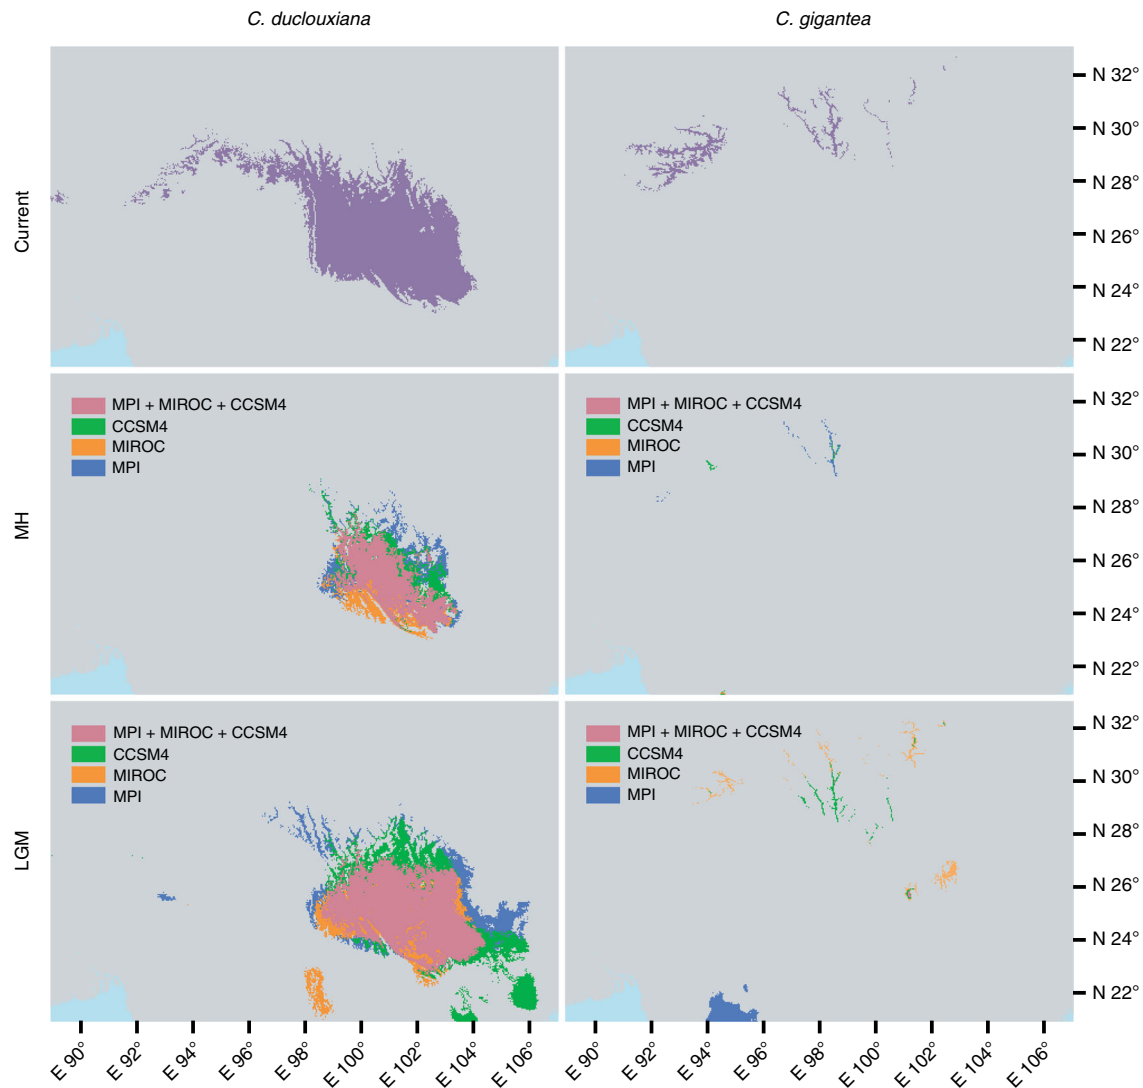 C. duclouxiana
C. gigantea
Current
N 32°
N 30°
N 28°
N 26°
N 24°
N 22°
MH
MPI + MIROC + CCSM4
CCSM4
MIROC
MPI
MPI + MIROC + CCSM4
CCSM4
MIROC
MPI
N 32°
N 30°
N 28°
N 26°
N 24°
N 22°
LGM
MPI + MIROC + CCSM4
CCSM4
MIROC
MPI
MPI + MIROC + CCSM4
CCSM4
MIROC
MPI
N 32°
N 30°
N 28°
N 26°
N 24°
N 22°
E 90°
E 92°
E 94°
E 96°
E 98°
E 100°
E 102°
E 104°
E 106°
E 90°
E 92°
E 94°
E 96°
E 98°
E 100°
E 102°
E 104°
E 106°